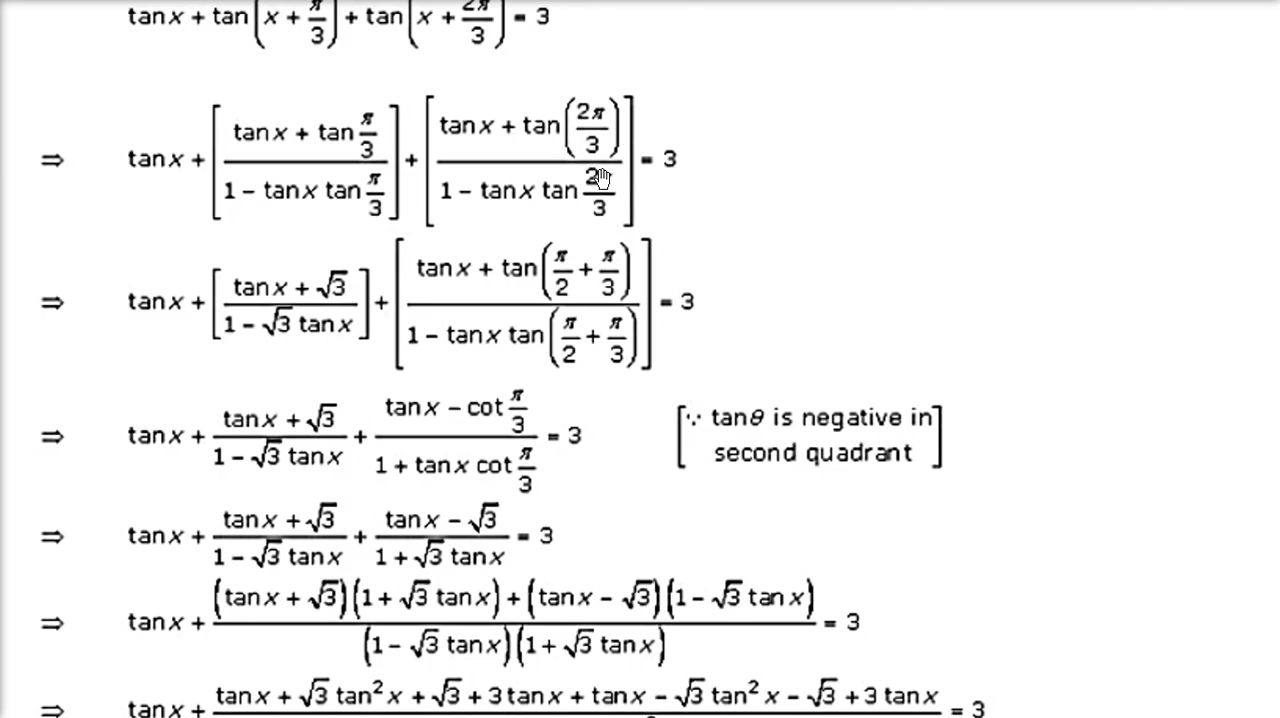 tan x + tan(x + π/3) + tan(x + 2π/3) = 3
⇒ tan x + [(tan x + tan π/3)/(1 − tan x tan π/3)] + [(tan x + tan(2π/3))/(1 − tan x tan 2π/3)] = 3
⇒ tan x + [(tan x + √3)/(1 − √3 tan x)] + [(tan x + tan(π/2 + π/3))/(1 − tan x tan(π/2 + π/3))] = 3
⇒ tan x + (tan x + √3)/(1 − √3 tan x) + (tan x − cot π/3)/(1 + tan x cot π/3) = 3 [∵ tanθ is negative in
second quadrant]
⇒ tan x + (tan x + √3)/(1 − √3 tan x) + (tan x − √3)/(1 + √3 tan x) = 3
⇒ tan x + ((tan x + √3)(1 + √3 tan x) + (tan x − √3)(1 − √3 tan x))/((1 − √3 tan x)(1 + √3 tan x)) = 3
⇒ tan x + (tan x + √3 tan² x + √3 + 3 tan x + tan x − √3 tan² x − √3 + 3 tan x) = 3